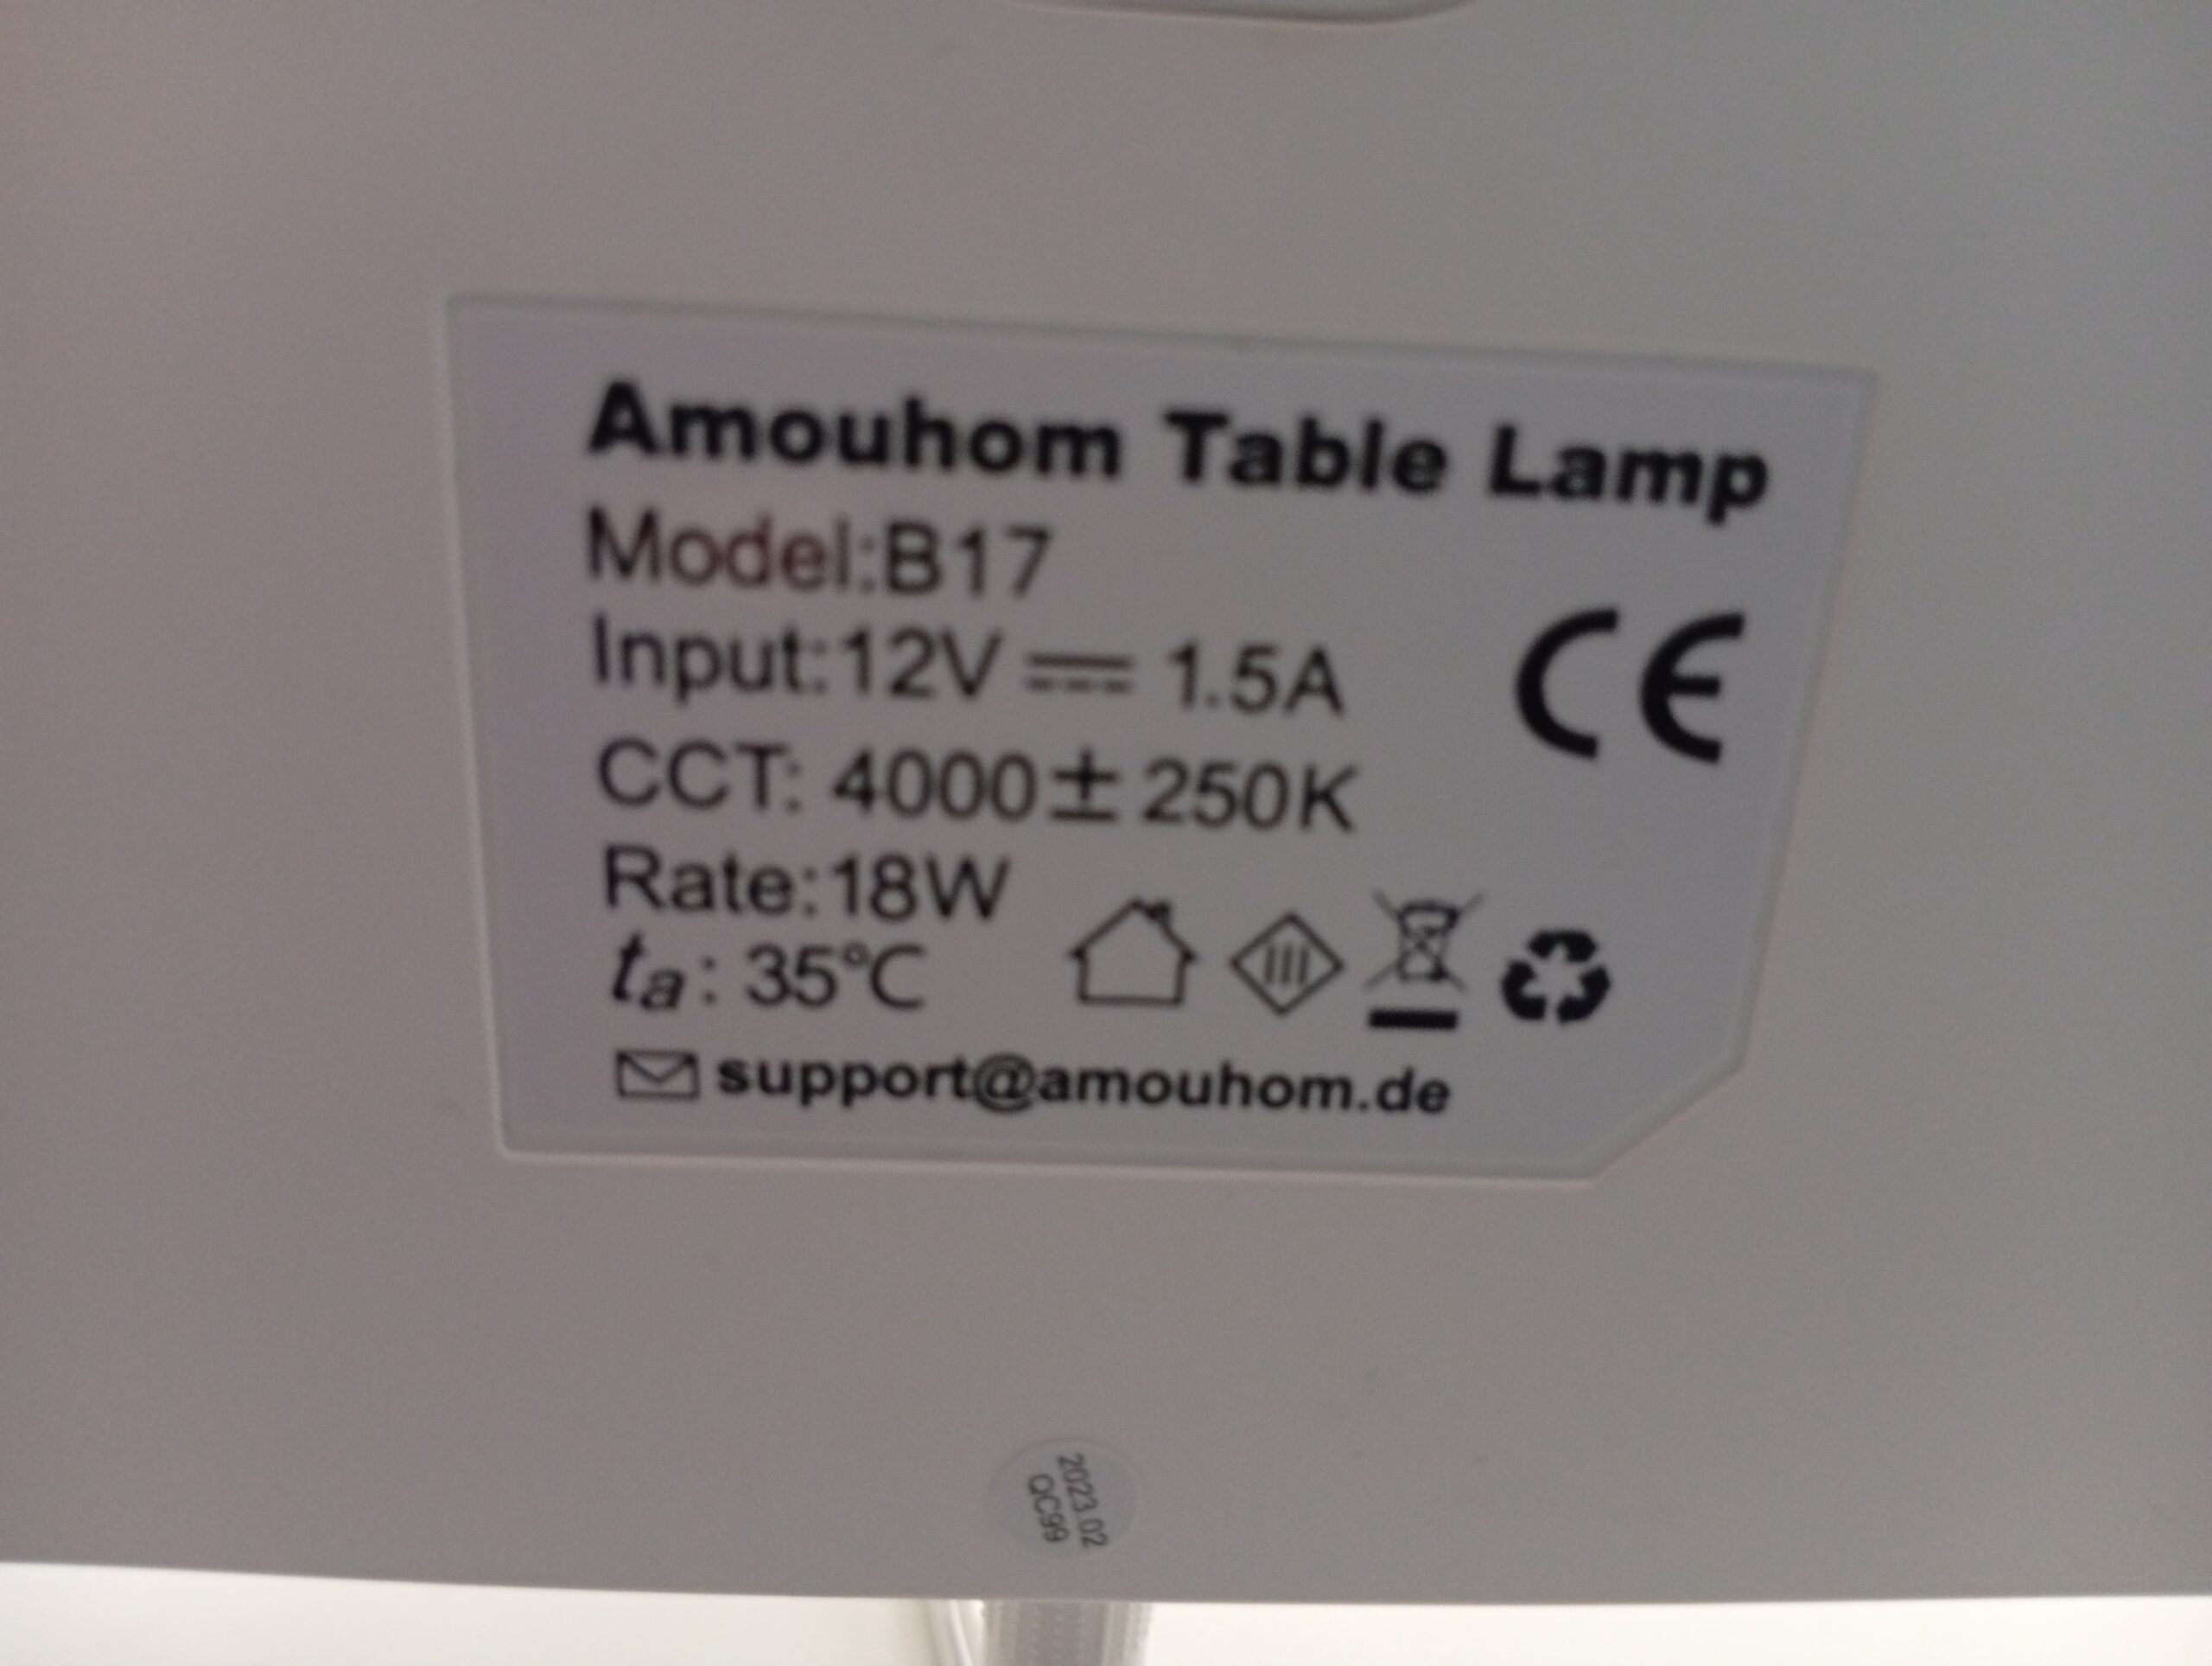 Amouhom Table Lamp
Model:B17
Input:12V ⎓ 1.5A
CCT: 4000±250K
CE
Rate:18W
ta: 35℃
III
support@amouhom.de
2023.02
QC99